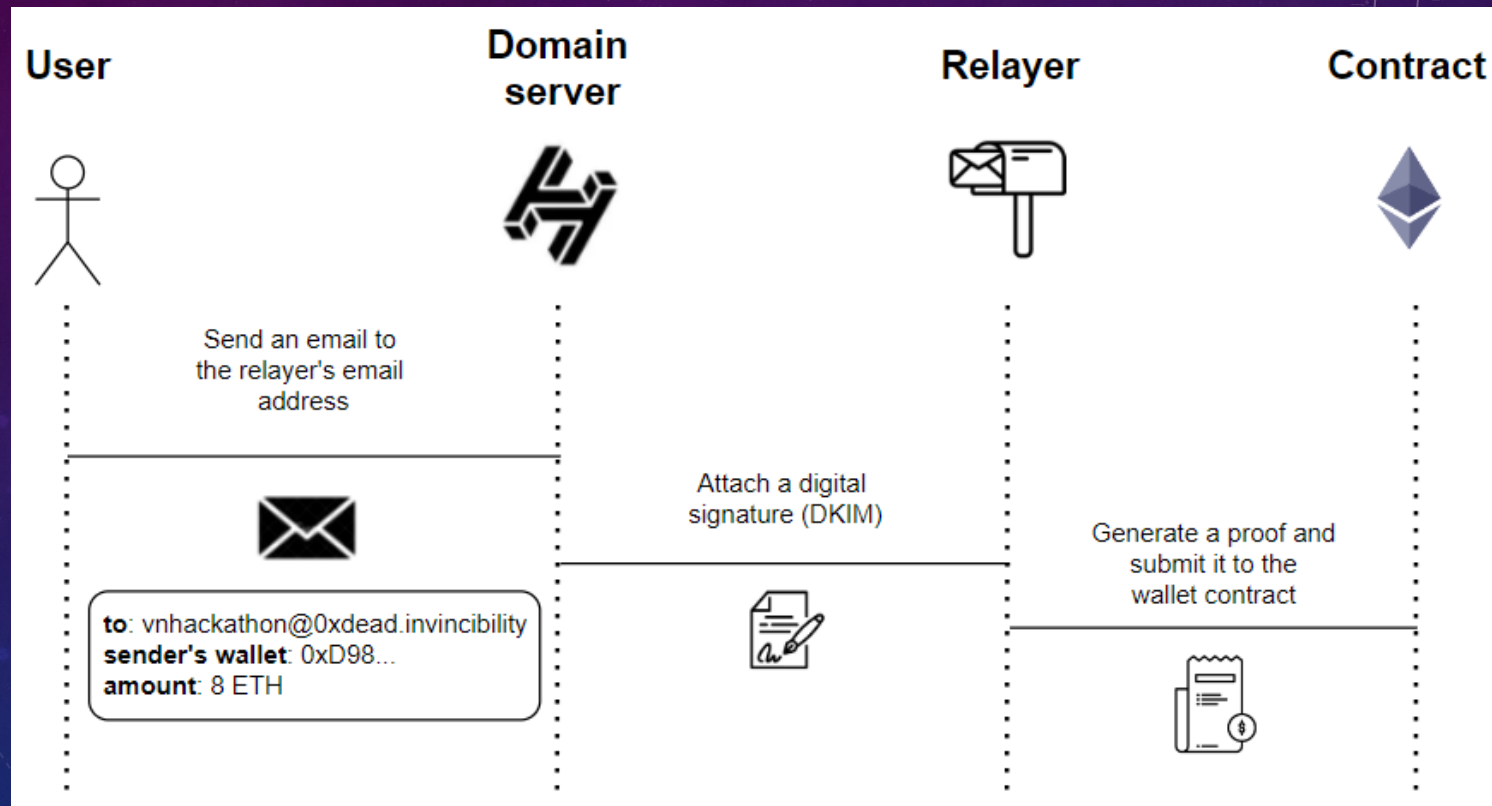 User
Domain
server
Relayer
Contract
Send an email to
the relayer's email
address
Attach a digital
signature (DKIM)
Generate a proof and
submit it to the
wallet contract
to: vnhackathon@0xdead.invincibility
sender's wallet: 0xD98...
amount: 8 ETH
$